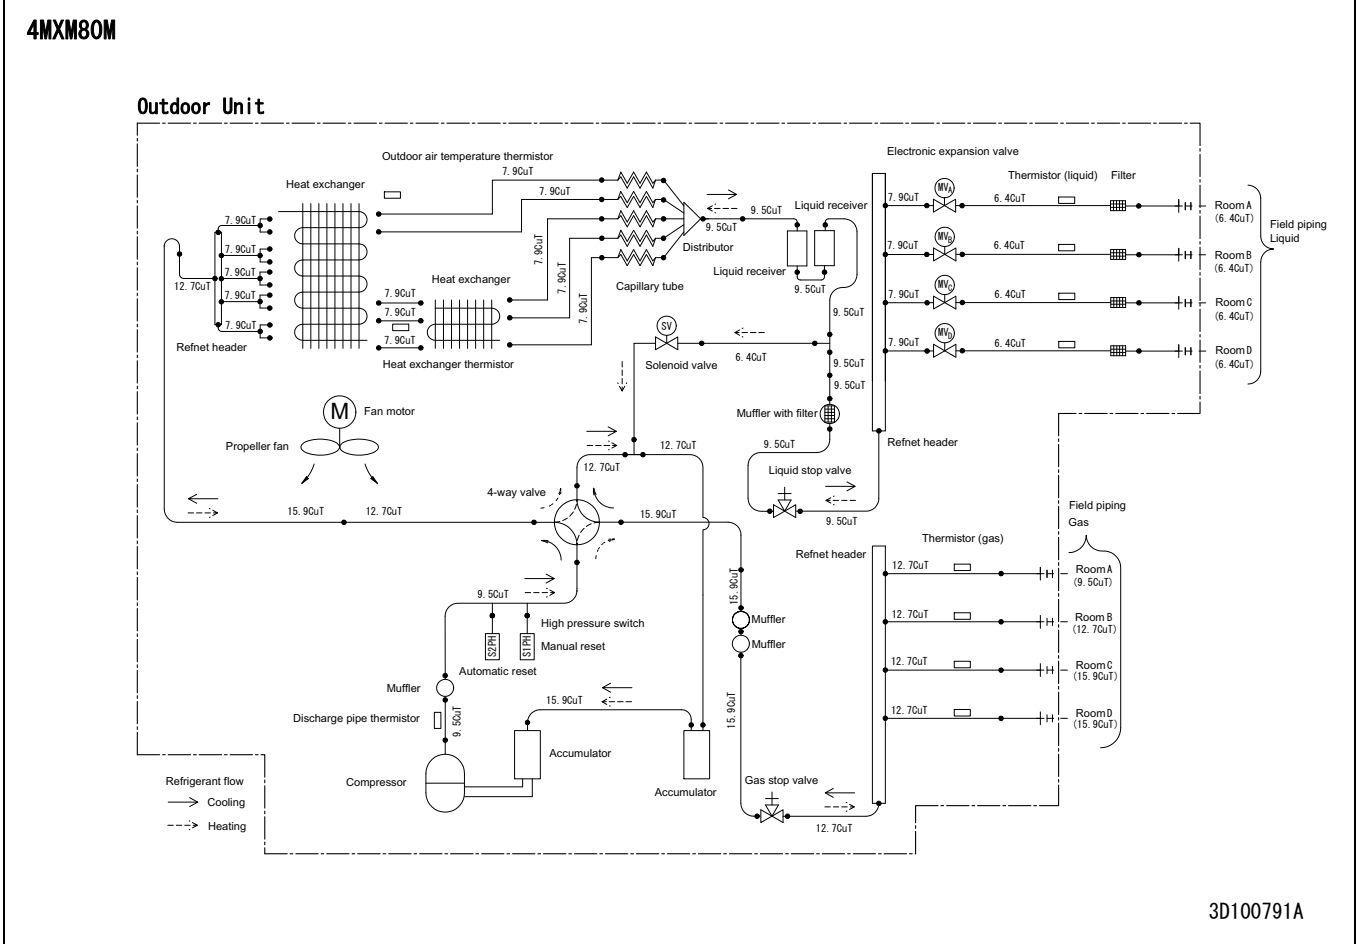 4MXM80M
Outdoor Unit
Outdoor air temperature thermistor
7.9CuT
7.9CuT
Heat exchanger
7.9CuT
7.9CuT
7.9CuT
7.9CuT
7.9CuT
12.7CuT
Refnet header
Heat exchanger
7.9CuT
7.9CuT
7.9CuT
Heat exchanger thermistor
7.9CuT
7.9CuT
7.9CuT
Capillary tube
Distributor
9.5CuT
9.5CuT
Liquid receiver
Liquid receiver
9.5CuT
9.5CuT
SV
Solenoid valve
6.4CuT
9.5CuT
9.5CuT
Muffler with filter
9.5CuT
Liquid stop valve
9.5CuT
Electronic expansion valve
Thermistor (liquid)
Filter
7.9CuT
MVA
6.4CuT
Room A
(6.4CuT)
7.9CuT
MVB
6.4CuT
Room B
(6.4CuT)
7.9CuT
MVC
6.4CuT
Room C
(6.4CuT)
7.9CuT
MVD
6.4CuT
Room D
(6.4CuT)
Field piping
Liquid
Refnet header
M
Fan motor
Propeller fan
12.7CuT
12.7CuT
4-way valve
15.9CuT
12.7CuT
15.9CuT
9.5CuT
High pressure switch
S2PH
S1PH
Manual reset
Automatic reset
Muffler
Discharge pipe thermistor
9.5CuT
Compressor
15.9CuT
Accumulator
Accumulator
15.9CuT
Muffler
Muffler
15.9CuT
Gas stop valve
12.7CuT
Refnet header
Thermistor (gas)
Field piping
Gas
12.7CuT
Room A
(9.5CuT)
12.7CuT
Room B
(12.7CuT)
12.7CuT
Room C
(15.9CuT)
12.7CuT
Room D
(15.9CuT)
Refrigerant flow
Cooling
Heating
3D100791A